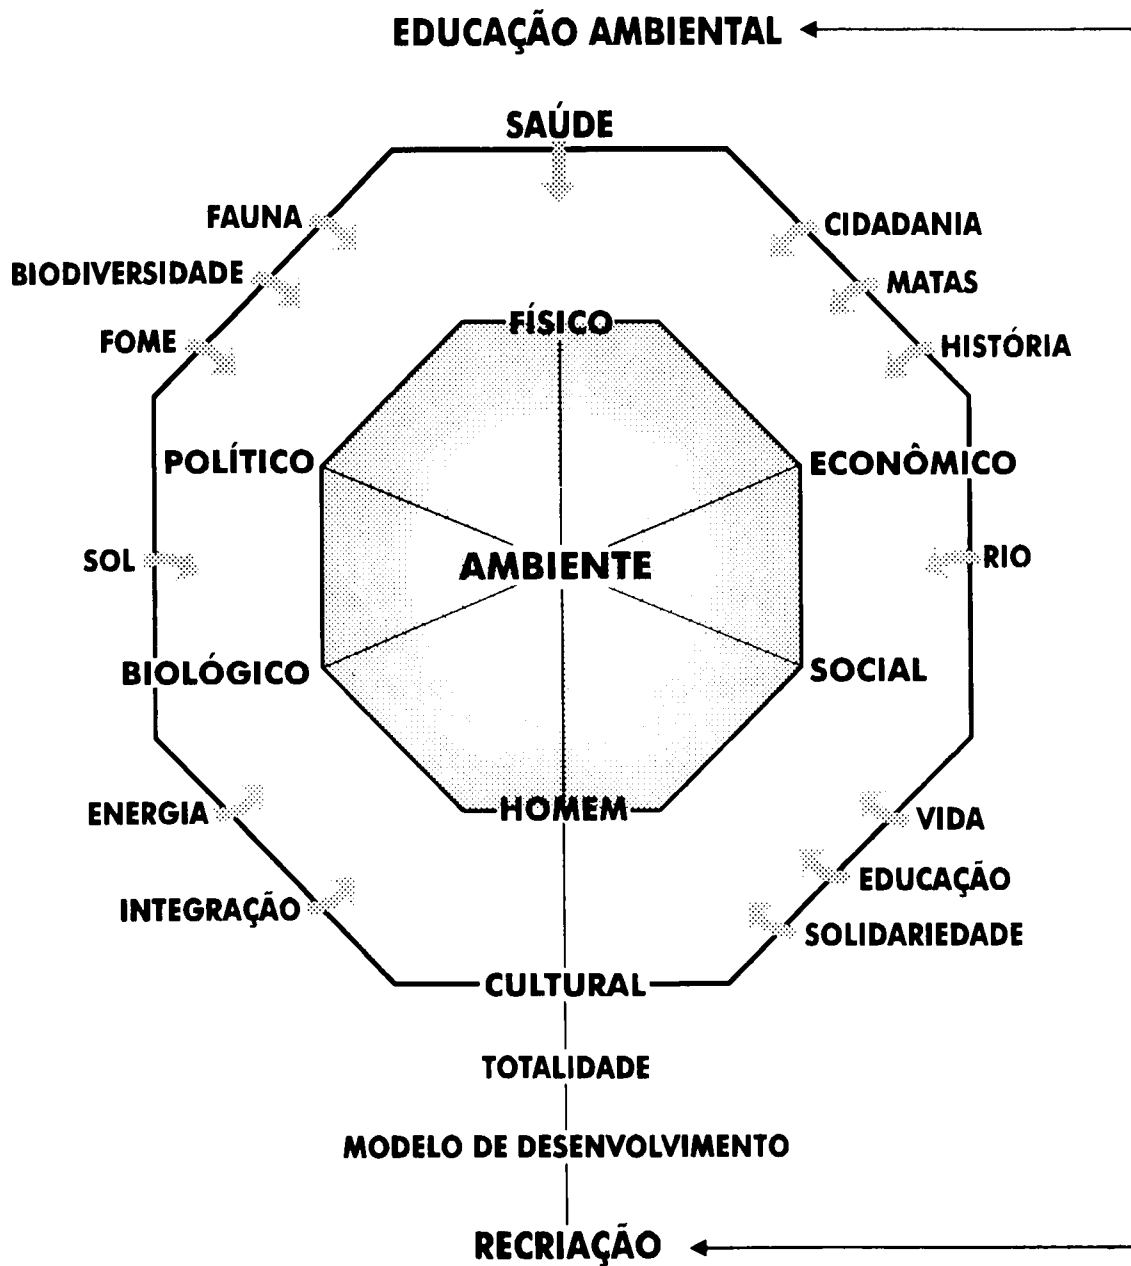 EDUCAÇÃO AMBIENTAL
SAÚDE
FAUNA
CIDADANIA
BIODIVERSIDADE
MATAS
FOME
FÍSICO
HISTÓRIA
POLÍTICO
ECONÔMICO
SOL
AMBIENTE
RIO
BIOLÓGICO
SOCIAL
ENERGIA
HOMEM
VIDA
EDUCAÇÃO
INTEGRAÇÃO
SOLIDARIEDADE
CULTURAL
TOTALIDADE
MODELO DE DESENVOLVIMENTO
RECRIAÇÃO